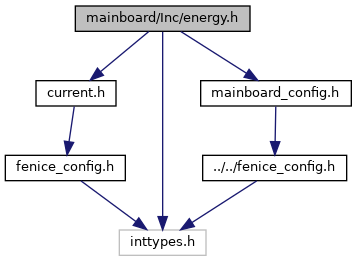 mainboard/Inc/energy.h
current.h
mainboard_config.h
fenice_config.h
../../fenice_config.h
inttypes.h